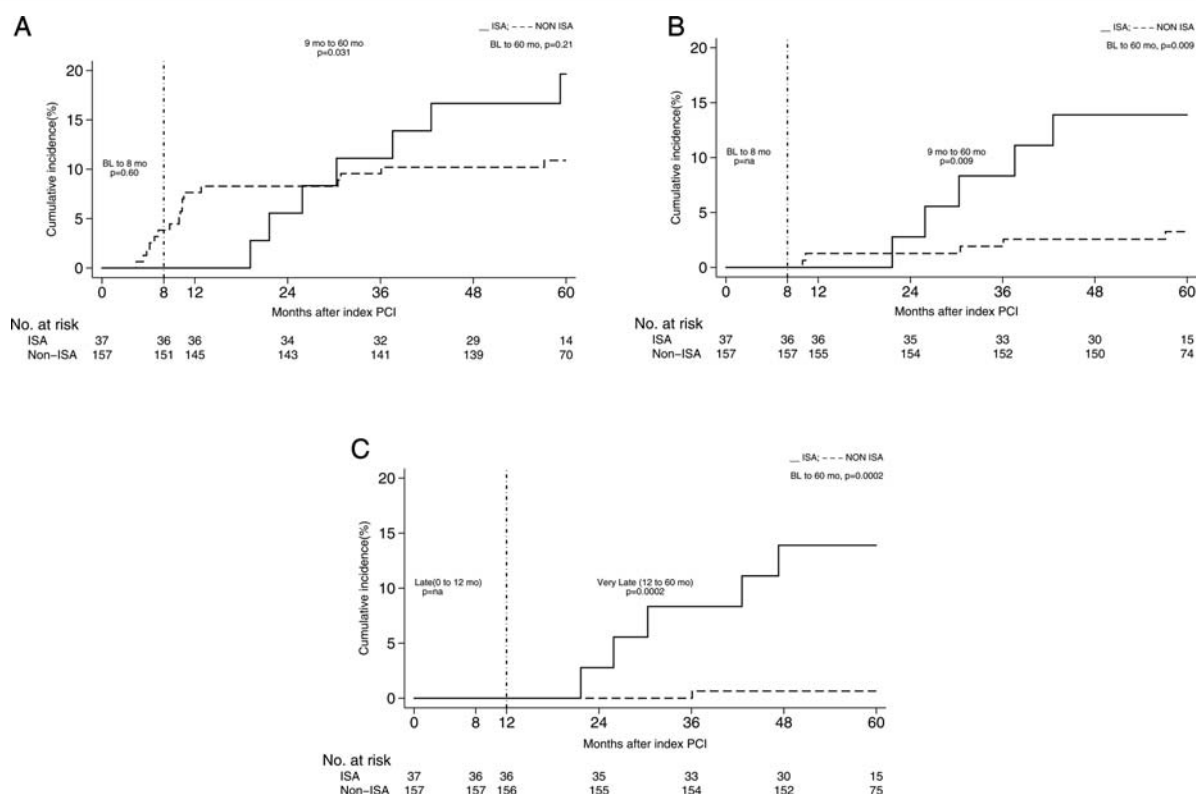 A
__ ISA; – – – NON ISA
9 mo to 60 mo
p=0.031
BL to 60 mo, p=0.21
Cumulative incidence(%)
20
15
10
5
0
BL to 8 mo
p=0.60
0 8 12 24 36 48 60
Months after index PCI
No. at risk
ISA 37 36 36 34 32 29 14
Non–ISA 157 151 145 143 141 139 70
B
__ ISA; – – – NON ISA
BL to 60 mo, p=0.009
Cumulative incidence(%)
20
15
10
5
0
BL to 8 mo
p=na
9 mo to 60 mo
p=0.009
0 8 12 24 36 48 60
Months after index PCI
No. at risk
ISA 37 36 36 35 33 30 15
Non–ISA 157 157 155 154 152 150 74
C
__ ISA; – – – NON ISA
BL to 60 mo, p=0.0002
Cumulative incidence(%)
20
15
10
5
0
Late(0 to 12 mo)
p=na
Very Late (12 to 60 mo)
p=0.0002
0 8 12 24 36 48 60
Months after index PCI
No. at risk
ISA 37 36 36 35 33 30 15
Non–ISA 157 157 156 155 154 152 75